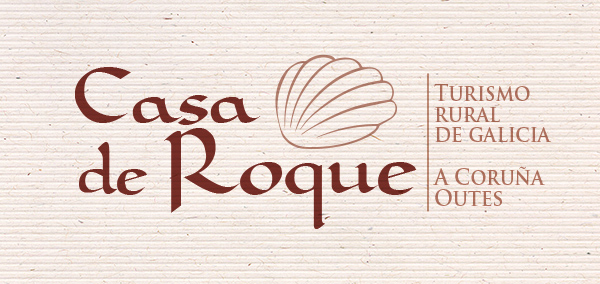 Casa
de Roque
TURISMO
RURAL
DE GALICIA
A CORUÑA
OUTES